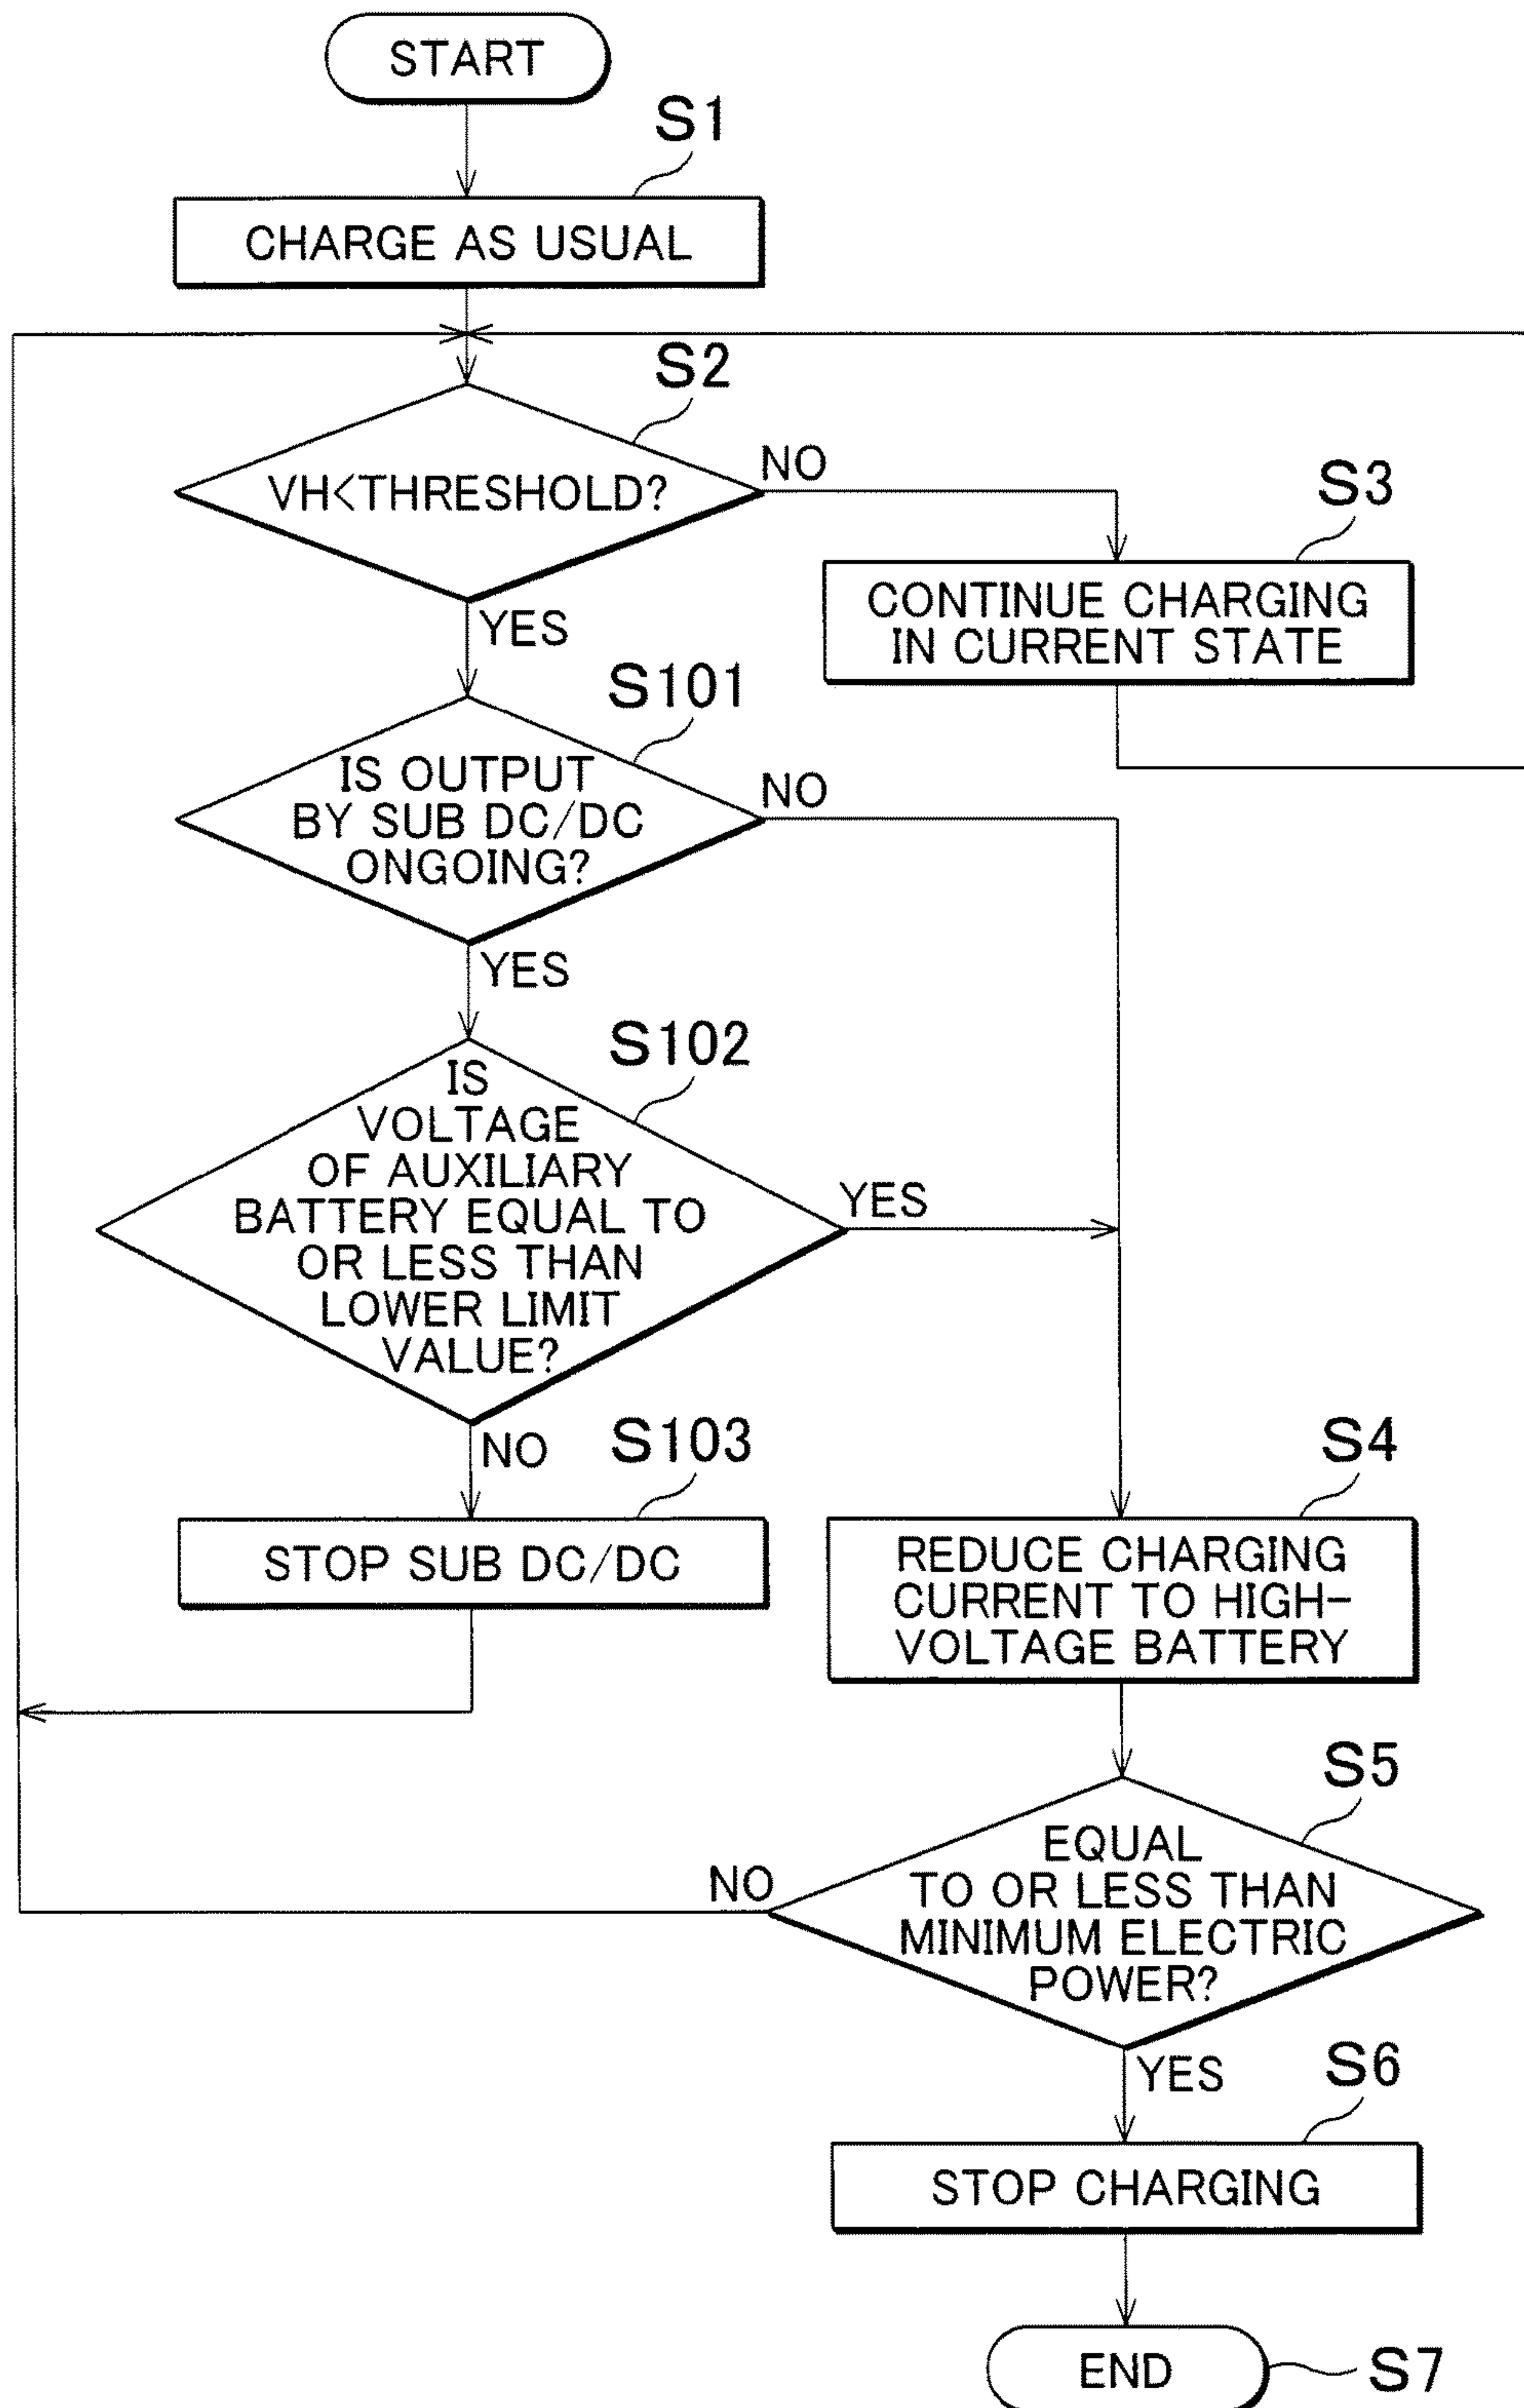 START
S1
CHARGE AS USUAL
S2
VH<THRESHOLD?
NO
YES
S3
CONTINUE CHARGING
IN CURRENT STATE
S101
IS OUTPUT
BY SUB DC/DC
ONGOING?
NO
YES
S102
IS
VOLTAGE
OF AUXILIARY
BATTERY EQUAL TO
OR LESS THAN
LOWER LIMIT
VALUE?
YES
NO
S103
STOP SUB DC/DC
S4
REDUCE CHARGING
CURRENT TO HIGH-
VOLTAGE BATTERY
S5
EQUAL
TO OR LESS THAN
MINIMUM ELECTRIC
POWER?
NO
YES
S6
STOP CHARGING
END
S7